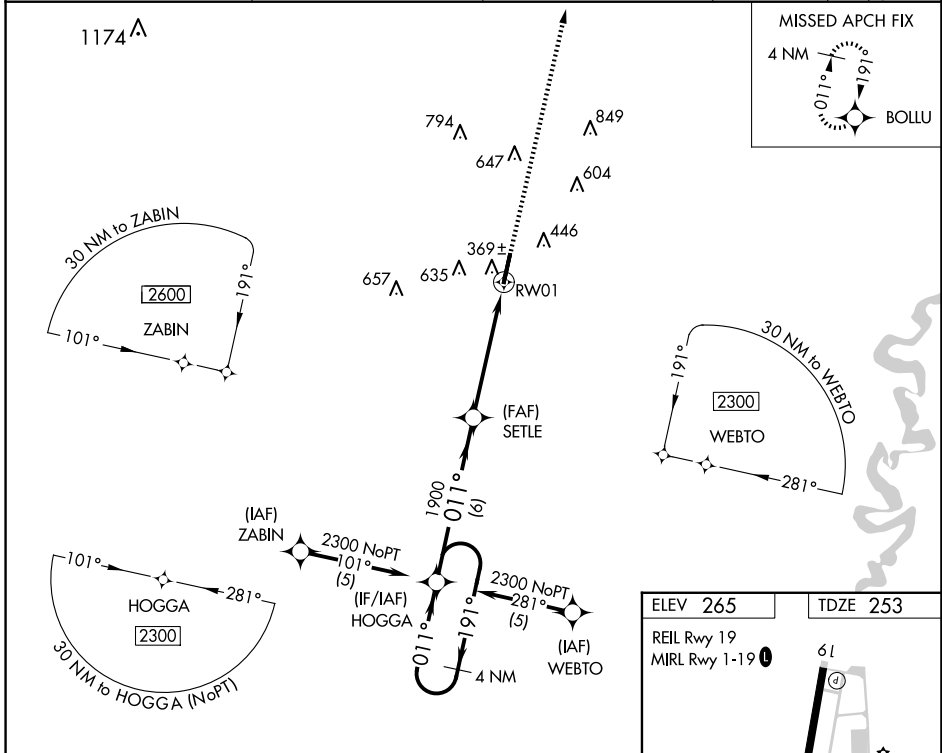 1174
MISSED APCH FIX
4 NM
011°
191°
BOLLU
794
849
647
604
446
369±
635
657
RW01
30 NM to ZABIN
2600
ZABIN
101°
191°
30 NM to WEBTO
191°
2300
WEBTO
281°
(FAF)
SETLE
1900
011°
(6)
(IAF)
ZABIN
2300 NoPT
101°
(5)
(IF/IAF)
HOGGA
2300 NoPT
281°
(5)
(IAF)
WEBTO
011°
191°
4 NM
101°
281°
HOGGA
2300
30 NM to HOGGA (NoPT)
ELEV 265
TDZE 253
REIL Rwy 19
MIRL Rwy 1-19 L
19
P